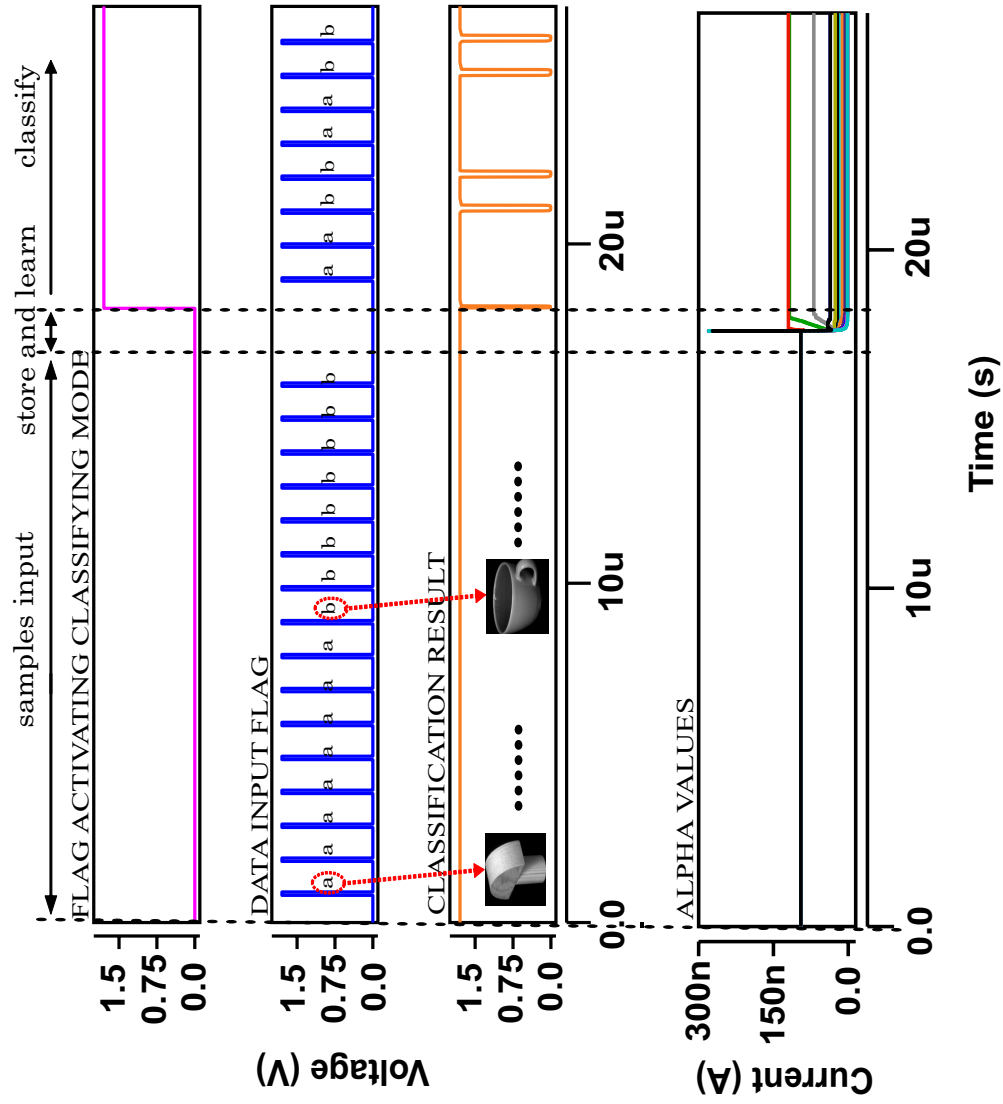 samples input store and learn classify
FLAG ACTIVATING CLASSIFYING MODE
1.5
0.75
0.0
DATA INPUT FLAG
1.5
0.75
0.0
a a a a a a a a b b b b b b b b a a b b a a b b
CLASSIFICATION RESULT
1.5
0.75
0.0
Voltage (V)
0.0 10u 20u
ALPHA VALUES
300n
150n
0.0
Current (A)
0.0 10u 20u
Time (s)